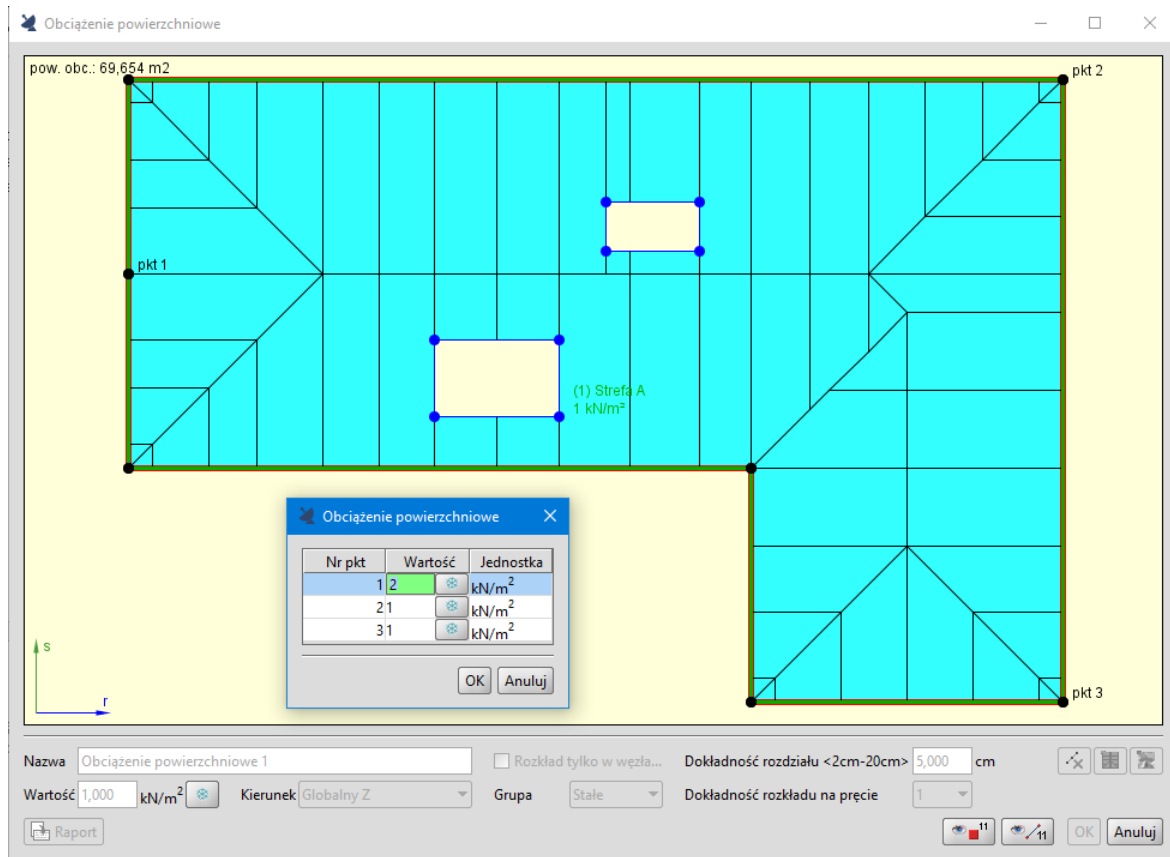 Obciążenie powierzchniowe
pow. obc.: 69,654 m2
pkt 2
pkt 1
(1) Strefa A
1 kN/m²
Obciążenie powierzchniowe
Nr pkt Wartość Jednostka
1 2 kN/m²
2 1 kN/m²
3 1 kN/m²
OK Anuluj
s
r
pkt 3
Nazwa Obciążenie powierzchniowe 1 Rozkład tylko w węzła... Dokładność rozdziału <2cm-20cm> 5,000 cm
Wartość 1,000 kN/m² Kierunek Globalny Z Grupa Stałe Dokładność rozkładu na pręcie 1
Raport 11 11 OK Anuluj